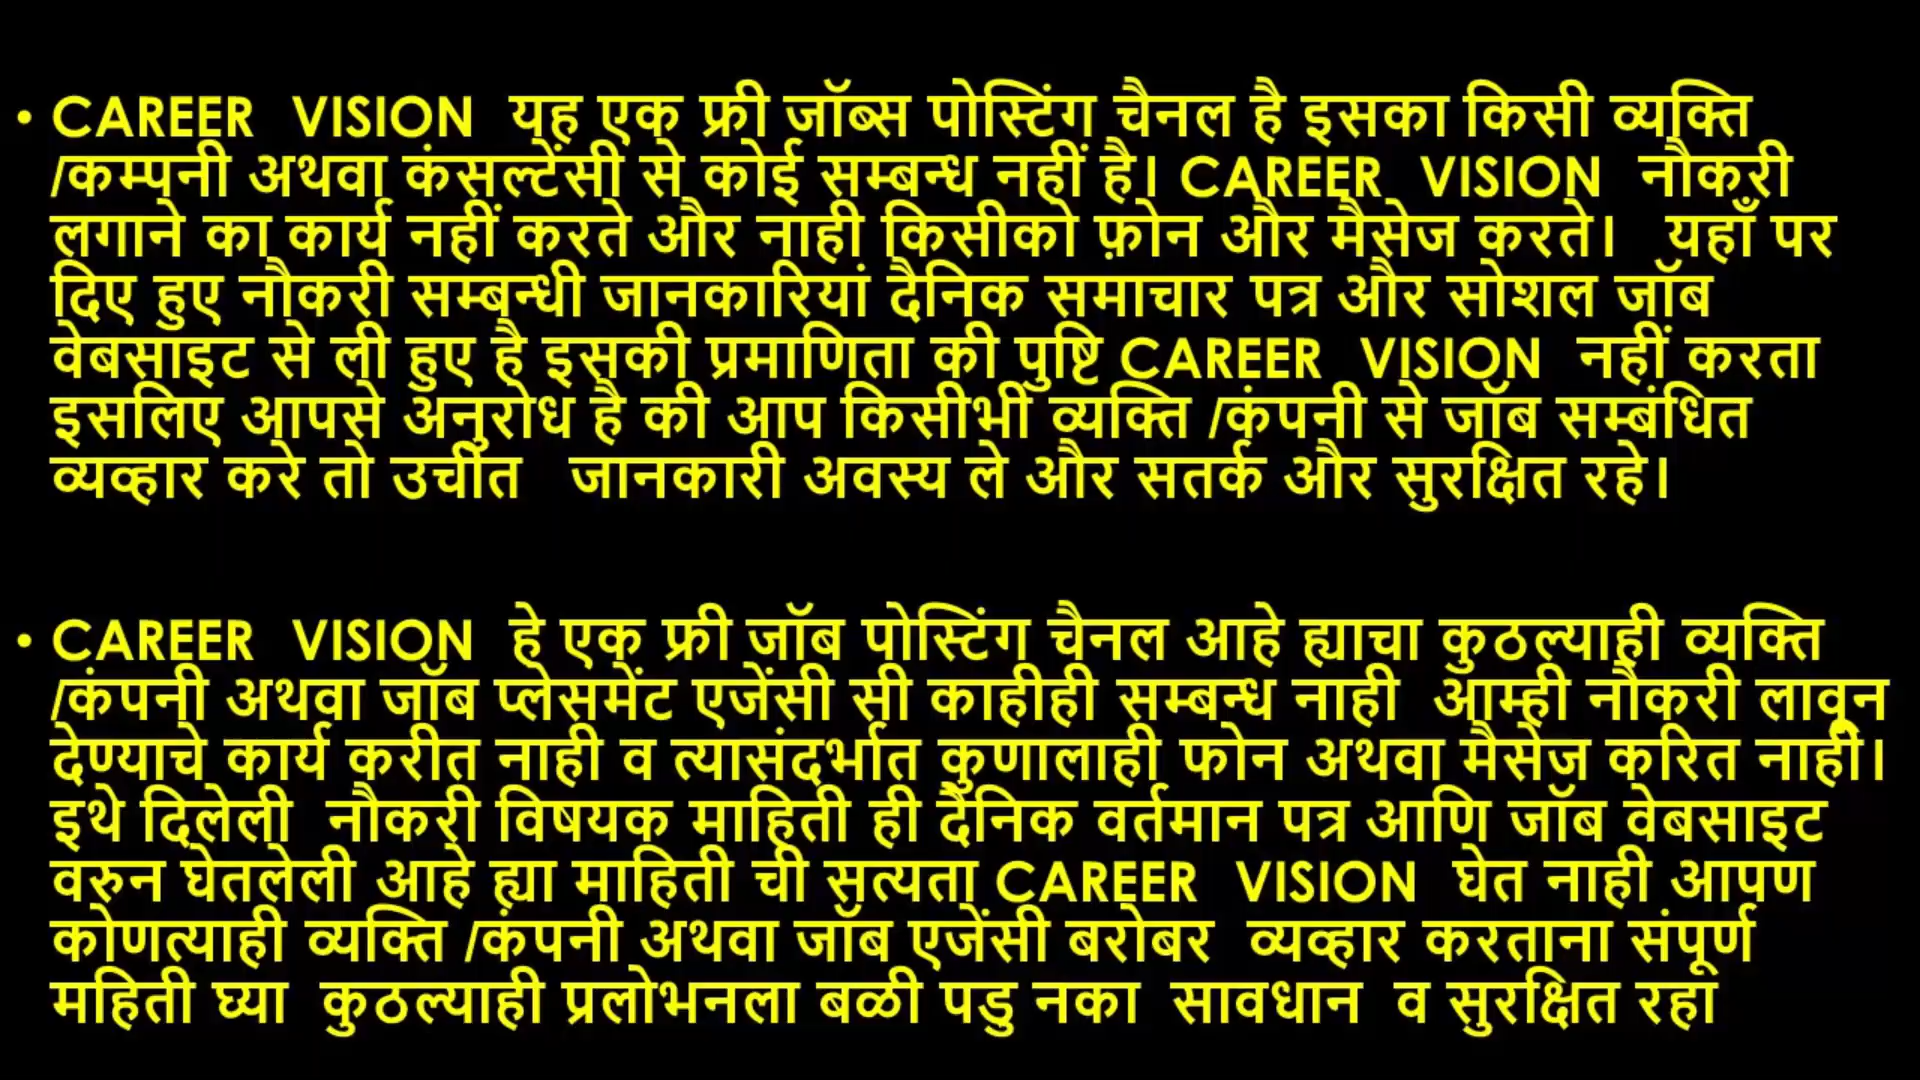 • CAREER VISION यह एक फ्री जॉब्स पोस्टिंग चैनल है इसका किसी व्यक्ति
/कम्पनी अथवा कंसल्टेंसी से कोई सम्बन्ध नहीं है। CAREER VISION नौकरी
लगाने का कार्य नहीं करते और नाही किसीको फ़ोन और मैसेज करते। यहाँ पर
दिए हुए नौकरी सम्बन्धी जानकारियां दैनिक समाचार पत्र और सोशल जॉब
वेबसाइट से ली हुए है इसकी प्रमाणिता की पुष्टि CAREER VISION नहीं करता
इसलिए आपसे अनुरोध है की आप किसीभी व्यक्ति /कंपनी से जॉब सम्बंधित
व्यव्हार करे तो उचीत जानकारी अवस्य ले और सतर्क और सुरक्षित रहे।
• CAREER VISION हे एक फ्री जॉब पोस्टिंग चैनल आहे ह्याचा कुठल्याही व्यक्ति
/कंपनी अथवा जॉब प्लेसमेंट एजेंसी सी काहीही सम्बन्ध नाही आम्ही नौकरी लावून
देण्याचे कार्य करीत नाही व त्यासंदर्भात कुणालाही फोन अथवा मैसेज करित नाही।
इथे दिलेली नौकरी विषयक माहिती ही दैनिक वर्तमान पत्र आणि जॉब वेबसाइट
वरुन घेतलेली आहे ह्या माहिती ची सत्यता CAREER VISION घेत नाही आपण
कोणत्याही व्यक्ति /कंपनी अथवा जॉब एजेंसी बरोबर व्यव्हार करताना संपूर्ण
महिती घ्या कुठल्याही प्रलोभनला बळी पडु नका सावधान व सुरक्षित रहा